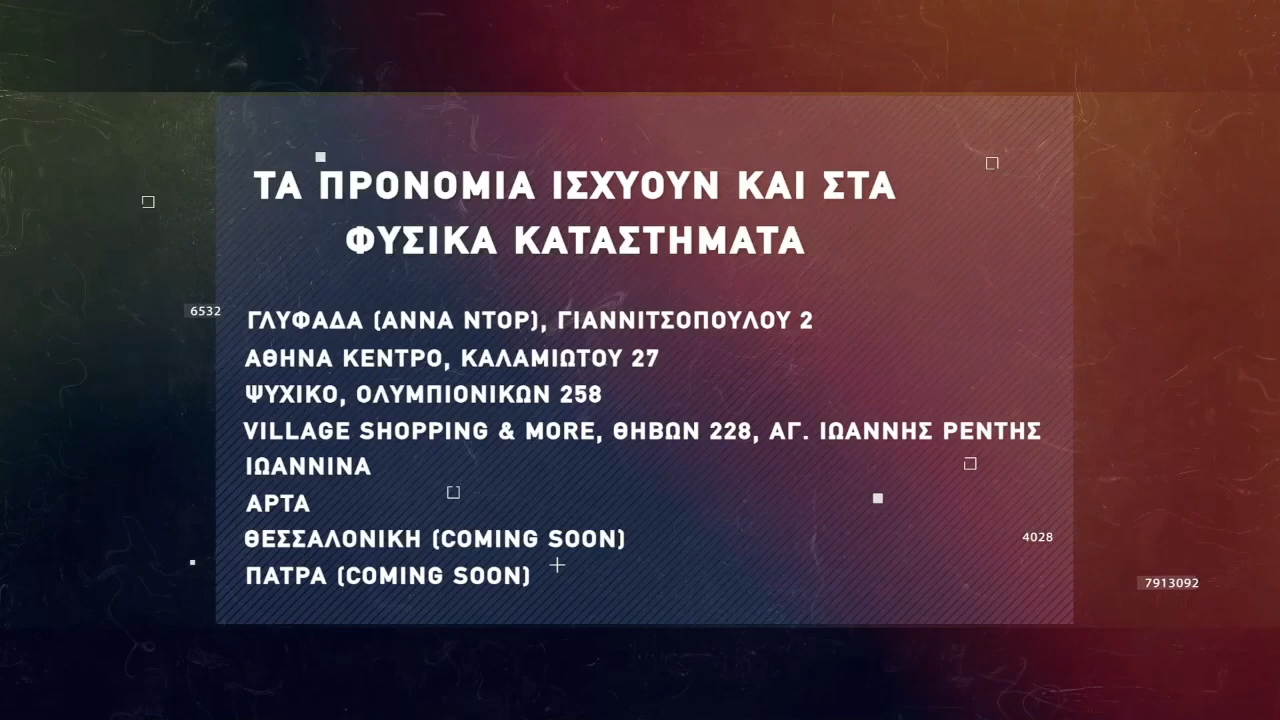 ΤΑ ΠΡΟΝΟΜΙΑ ΙΣΧΥΟΥΝ ΚΑΙ ΣΤΑ
ΦΥΣΙΚΑ ΚΑΤΑΣΤΗΜΑΤΑ
6532
ΓΛΥΦΑΔΑ (ΑΝΝΑ ΝΤΟΡ), ΓΙΑΝΝΙΤΣΟΠΟΥΛΟΥ 2
ΑΘΗΝΑ ΚΕΝΤΡΟ, ΚΑΛΑΜΙΩΤΟΥ 27
ΨΥΧΙΚΟ, ΟΛΥΜΠΙΟΝΙΚΩΝ 258
VILLAGE SHOPPING & MORE, ΘΗΒΩΝ 228, ΑΓ. ΙΩΑΝΝΗΣ ΡΕΝΤΗΣ
ΙΩΑΝΝΙΝΑ
ΑΡΤΑ
ΘΕΣΣΑΛΟΝΙΚΗ (COMING SOON)
4028
ΠΑΤΡΑ (COMING SOON)
7913092